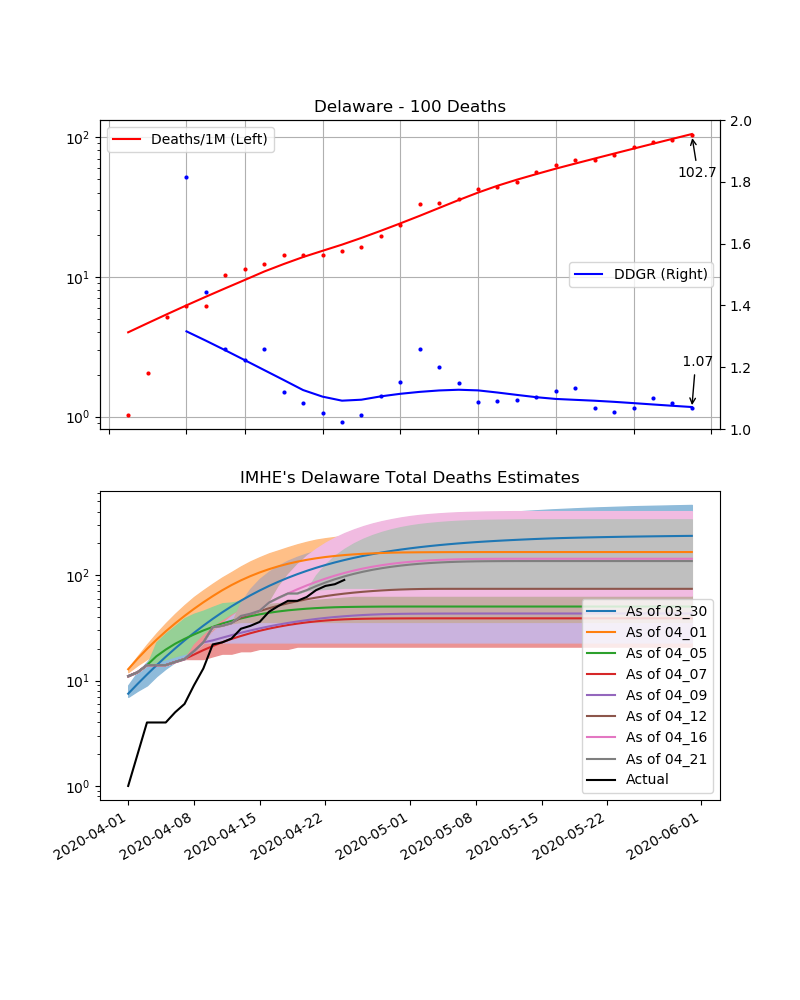 Delaware - 100 Deaths
Deaths/1M (Left)
DDGR (Right)
102.7
1.07
10²
10¹
10⁰
2.0
1.8
1.6
1.4
1.2
1.0
IMHE's Delaware Total Deaths Estimates
10²
10¹
10⁰
As of 03_30
As of 04_01
As of 04_05
As of 04_07
As of 04_09
As of 04_12
As of 04_16
As of 04_21
Actual
2020-04-01
2020-04-08
2020-04-15
2020-04-22
2020-05-01
2020-05-08
2020-05-15
2020-05-22
2020-06-01